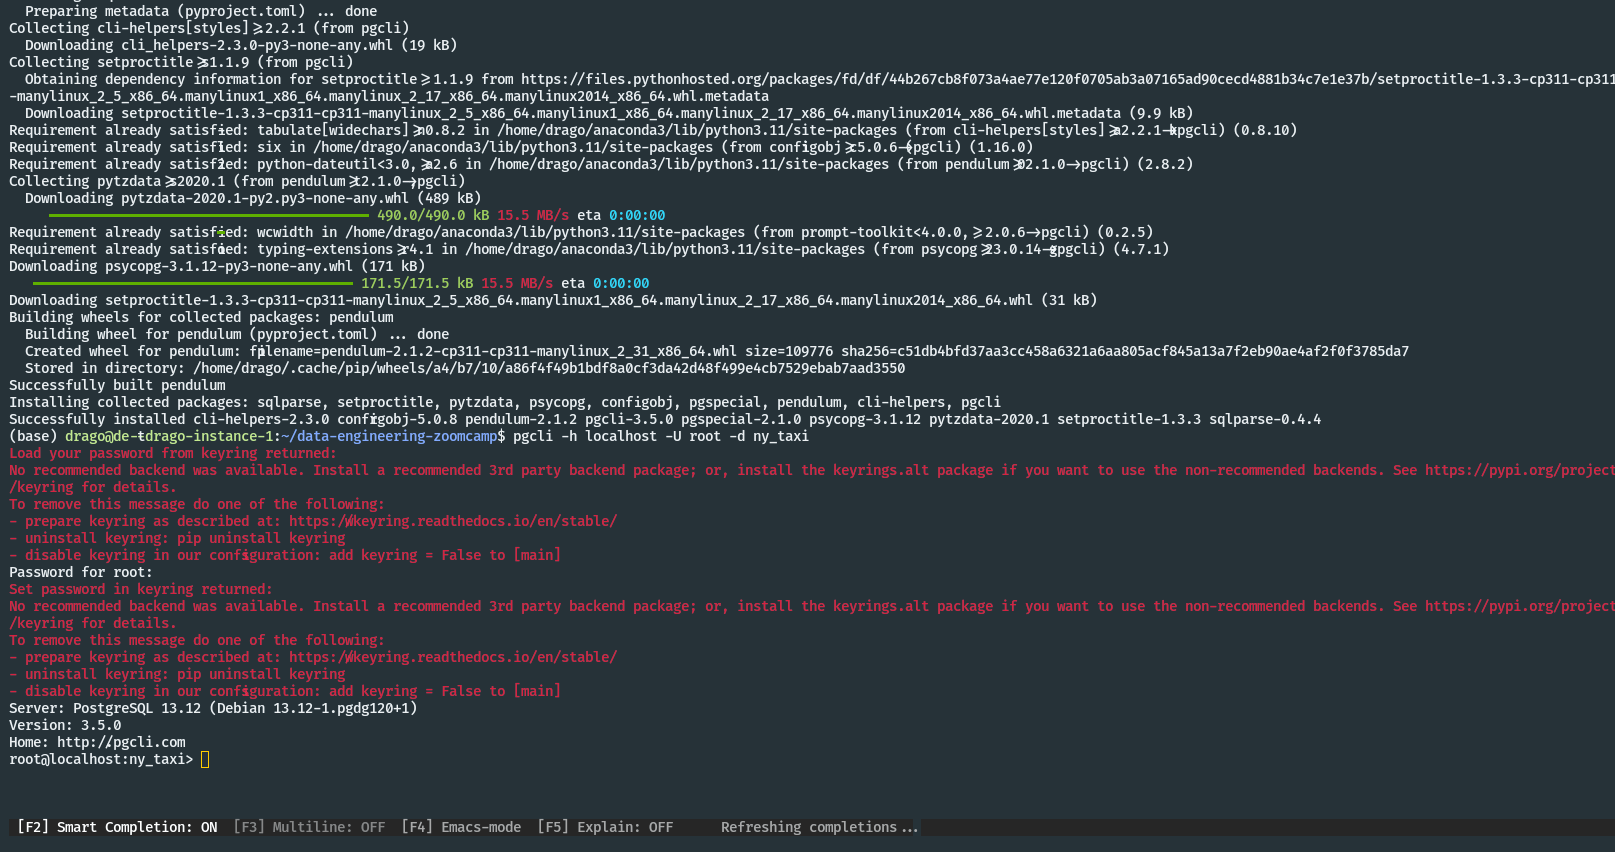 Preparing metadata (pyproject.toml) ... done
Collecting cli-helpers[styles]>=2.2.1 (from pgcli)
Downloading cli_helpers-2.3.0-py3-none-any.whl (19 kB)
Collecting setproctitle>=1.1.9 (from pgcli)
Obtaining dependency information for setproctitle>=1.1.9 from https://files.pythonhosted.org/packages/fd/df/44b267cb8f073a4ae77e120f0705ab3a07165ad90cecd4881b34c7e1e37b/setproctitle-1.3.3-cp311-cp311
-manylinux_2_5_x86_64.manylinux1_x86_64.manylinux_2_17_x86_64.manylinux2014_x86_64.whl.metadata
Downloading setproctitle-1.3.3-cp311-cp311-manylinux_2_5_x86_64.manylinux1_x86_64.manylinux_2_17_x86_64.manylinux2014_x86_64.whl.metadata (9.9 kB)
Requirement already satisfied: tabulate[widechars]>=0.8.2 in /home/drago/anaconda3/lib/python3.11/site-packages (from cli-helpers[styles]>=2.2.1->pgcli) (0.8.10)
Requirement already satisfied: six in /home/drago/anaconda3/lib/python3.11/site-packages (from configobj>=5.0.6->pgcli) (1.16.0)
Requirement already satisfied: python-dateutil<3.0,>=2.6 in /home/drago/anaconda3/lib/python3.11/site-packages (from pendulum>=2.1.0->pgcli) (2.8.2)
Collecting pytzdata>=2020.1 (from pendulum>=2.1.0->pgcli)
Downloading pytzdata-2020.1-py2.py3-none-any.whl (489 kB)
490.0/490.0 kB 15.5 MB/s eta 0:00:00
Requirement already satisfied: wcwidth in /home/drago/anaconda3/lib/python3.11/site-packages (from prompt-toolkit<4.0.0,>=2.0.6->pgcli) (0.2.5)
Requirement already satisfied: typing-extensions>=4.1 in /home/drago/anaconda3/lib/python3.11/site-packages (from psycopg>=3.0.14->pgcli) (4.7.1)
Downloading psycopg-3.1.12-py3-none-any.whl (171 kB)
171.5/171.5 kB 15.5 MB/s eta 0:00:00
Downloading setproctitle-1.3.3-cp311-cp311-manylinux_2_5_x86_64.manylinux1_x86_64.manylinux_2_17_x86_64.manylinux2014_x86_64.whl (31 kB)
Building wheels for collected packages: pendulum
Building wheel for pendulum (pyproject.toml) ... done
Created wheel for pendulum: filename=pendulum-2.1.2-cp311-cp311-manylinux_2_31_x86_64.whl size=109776 sha256=c51db4bfd37aa3cc458a6321a6aa805acf845a13a7f2eb90ae4af2f0f3785da7
Stored in directory: /home/drago/.cache/pip/wheels/a4/b7/10/a86f4f49b1bdf8a0cf3da42d48f499e4cb7529ebab7aad3550
Successfully built pendulum
Installing collected packages: sqlparse, setproctitle, pytzdata, psycopg, configobj, pgspecial, pendulum, cli-helpers, pgcli
Successfully installed cli-helpers-2.3.0 configobj-5.0.8 pendulum-2.1.2 pgcli-3.5.0 pgspecial-2.1.0 psycopg-3.1.12 pytzdata-2020.1 setproctitle-1.3.3 sqlparse-0.4.4
(base) drago@de-drago-instance-1:~/data-engineering-zoomcamp$ pgcli -h localhost -U root -d ny_taxi
Load your password from keyring returned:
No recommended backend was available. Install a recommended 3rd party backend package; or, install the keyrings.alt package if you want to use the non-recommended backends. See https://pypi.org/project
/keyring for details.
To remove this message do one of the following:
- prepare keyring as described at: https://keyring.readthedocs.io/en/stable/
- uninstall keyring: pip uninstall keyring
- disable keyring in our configuration: add keyring = False to [main]
Password for root:
Set password in keyring returned:
No recommended backend was available. Install a recommended 3rd party backend package; or, install the keyrings.alt package if you want to use the non-recommended backends. See https://pypi.org/project
/keyring for details.
To remove this message do one of the following:
- prepare keyring as described at: https://keyring.readthedocs.io/en/stable/
- uninstall keyring: pip uninstall keyring
- disable keyring in our configuration: add keyring = False to [main]
Server: PostgreSQL 13.12 (Debian 13.12-1.pgdg120+1)
Version: 3.5.0
Home: http://pgcli.com
root@localhost:ny_taxi>
[F2] Smart Completion: ON [F3] Multiline: OFF [F4] Emacs-mode [F5] Explain: OFF Refreshing completions...